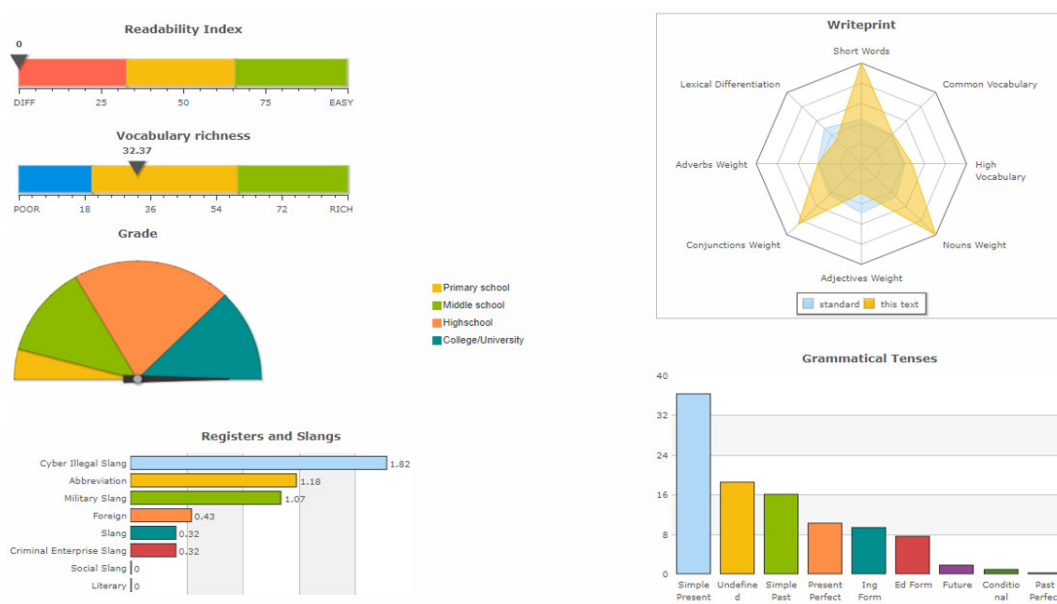 Readability Index
0
DIFF 25 50 75 EASY
Vocabulary richness
32.37
POOR 18 36 54 72 RICH
Grade
Primary school
Middle school
Highschool
College/University
Registers and Slangs
Cyber Illegal Slang 1.82
Abbreviation 1.18
Military Slang 1.07
Foreign 0.43
Slang 0.32
Criminal Enterprise Slang 0.32
Social Slang 0
Literary 0
Writeprint
Short Words
Lexical Differentiation Common Vocabulary
Adverbs Weight High
Vocabulary
Conjunctions Weight Nouns Weight
Adjectives Weight
standard this text
Grammatical Tenses
40
32
24
16
8
0
Simple Undefine Simple Present Ing Ed Form Future Conditio Past
Present d Past Perfect Form nal Perfec